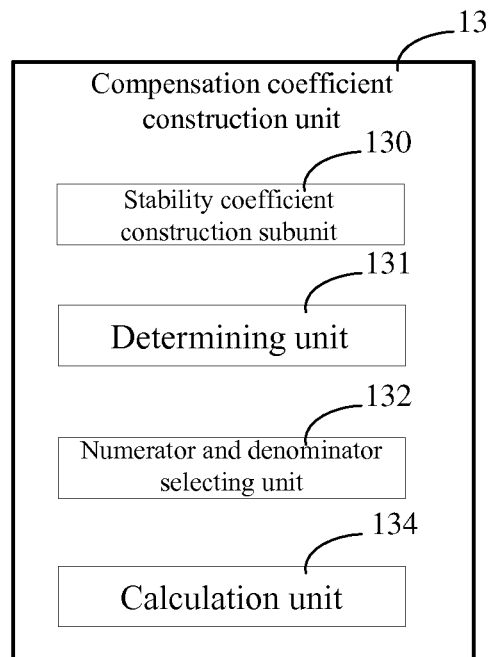 13
Compensation coefficient
construction unit
130
Stability coefficient
construction subunit
131
Determining unit
132
Numerator and denominator
selecting unit
134
Calculation unit